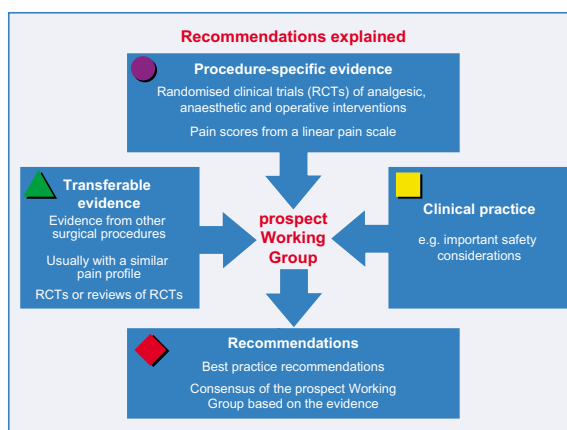 Recommendations explained
Procedure-specific evidence
Randomised clinical trials (RCTs) of analgesic,
anaesthetic and operative interventions
Pain scores from a linear pain scale
Transferable
evidence
Evidence from other
surgical procedures
Usually with a similar
pain profile
RCTs or reviews of RCTs
prospect
Working
Group
Clinical practice
e.g. important safety
considerations
Recommendations
Best practice recommendations
Consensus of the prospect Working
Group based on the evidence